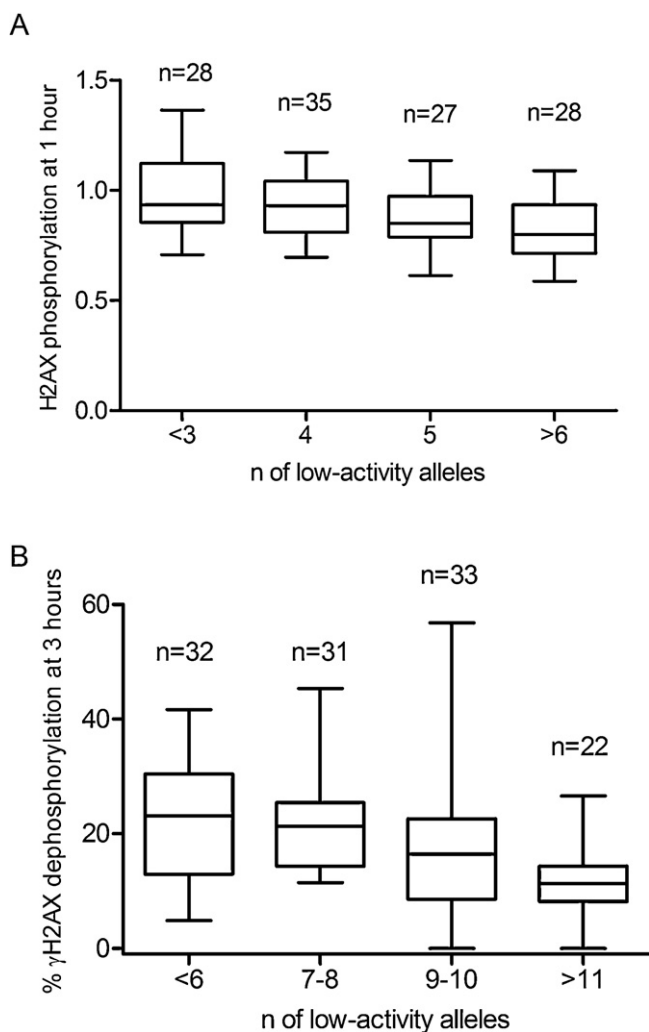 A
H2AX phosphorylation at 1 hour
1.5
1.0
0.5
0.0
n=28
n=35
n=27
n=28
<3
4
5
>6
n of low-activity alleles
B
% γH2AX dephosphorylation at 3 hours
60
40
20
0
n=32
n=31
n=33
n=22
<6
7-8
9-10
>11
n of low-activity alleles